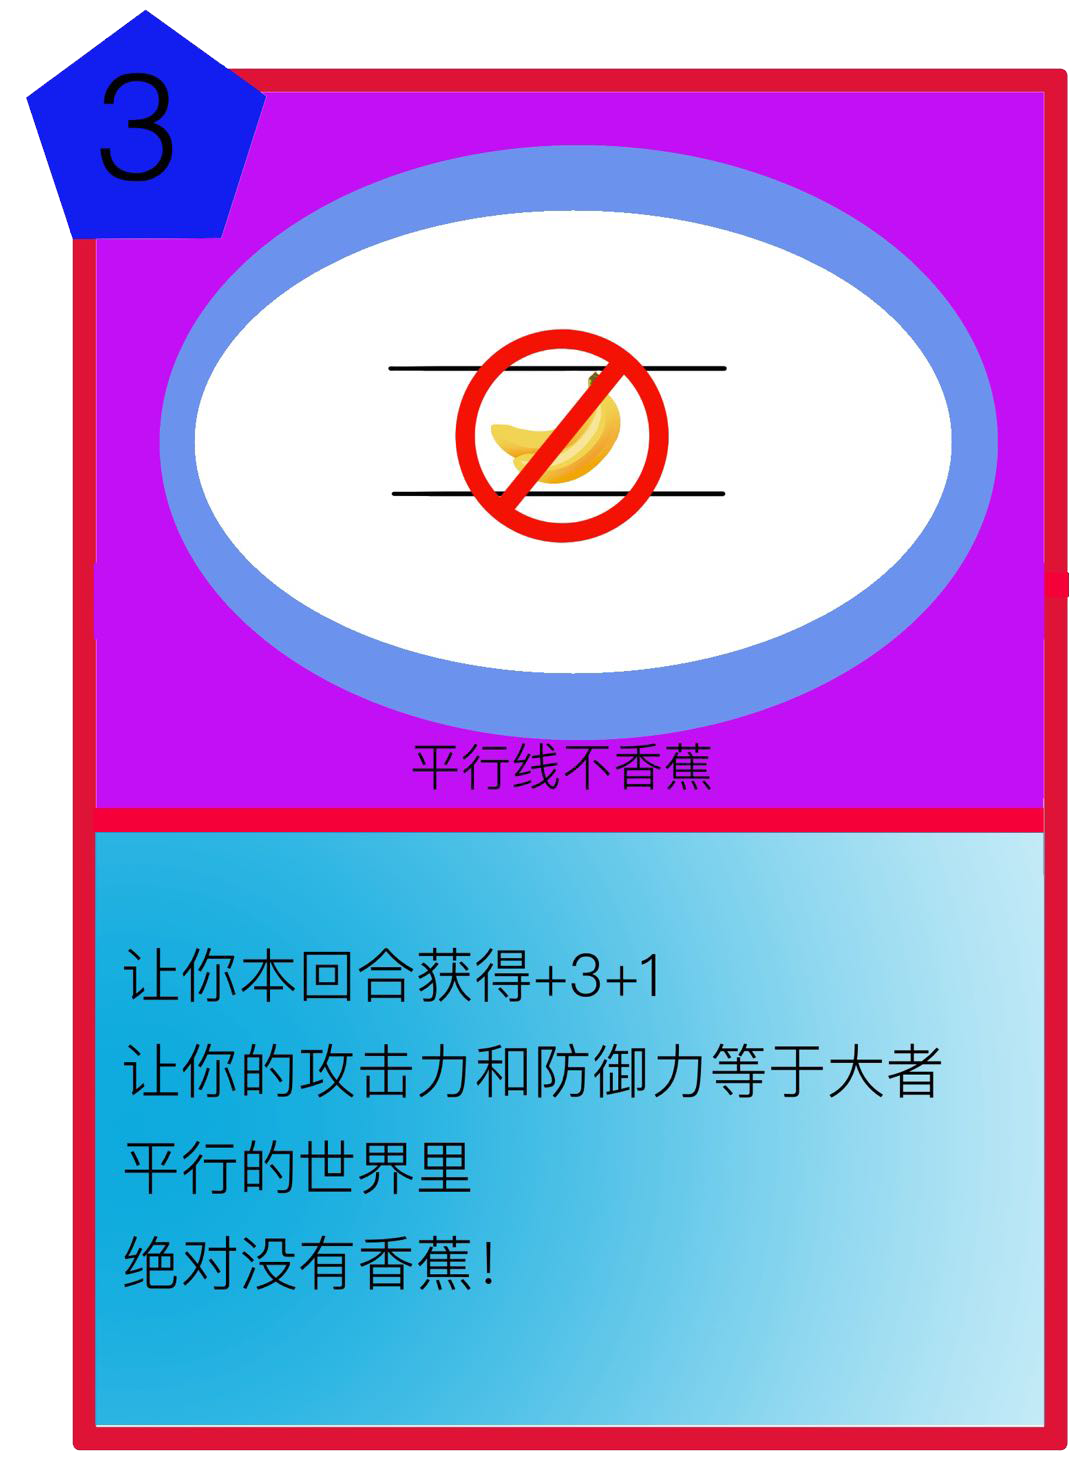 3
平行线不香蕉
让你本回合获得+3+1
让你的攻击力和防御力等于大者
平行的世界里
绝对没有香蕉！